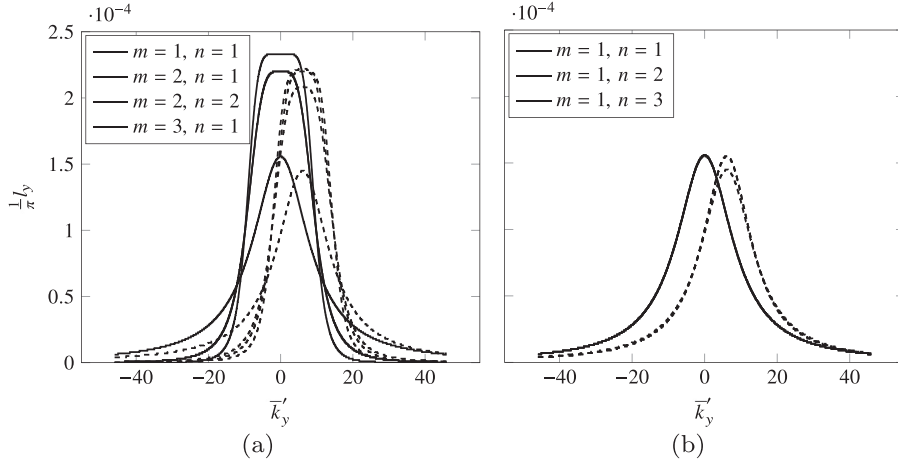 ·10⁻⁴
2.5
2
1.5
1
0.5
0
1/π l_y
m = 1, n = 1
m = 2, n = 1
m = 2, n = 2
m = 3, n = 1
−40 −20 0 20 40
k̅′_y
(a)
·10⁻⁴
m = 1, n = 1
m = 1, n = 2
m = 1, n = 3
−40 −20 0 20 40
k̅′_y
(b)